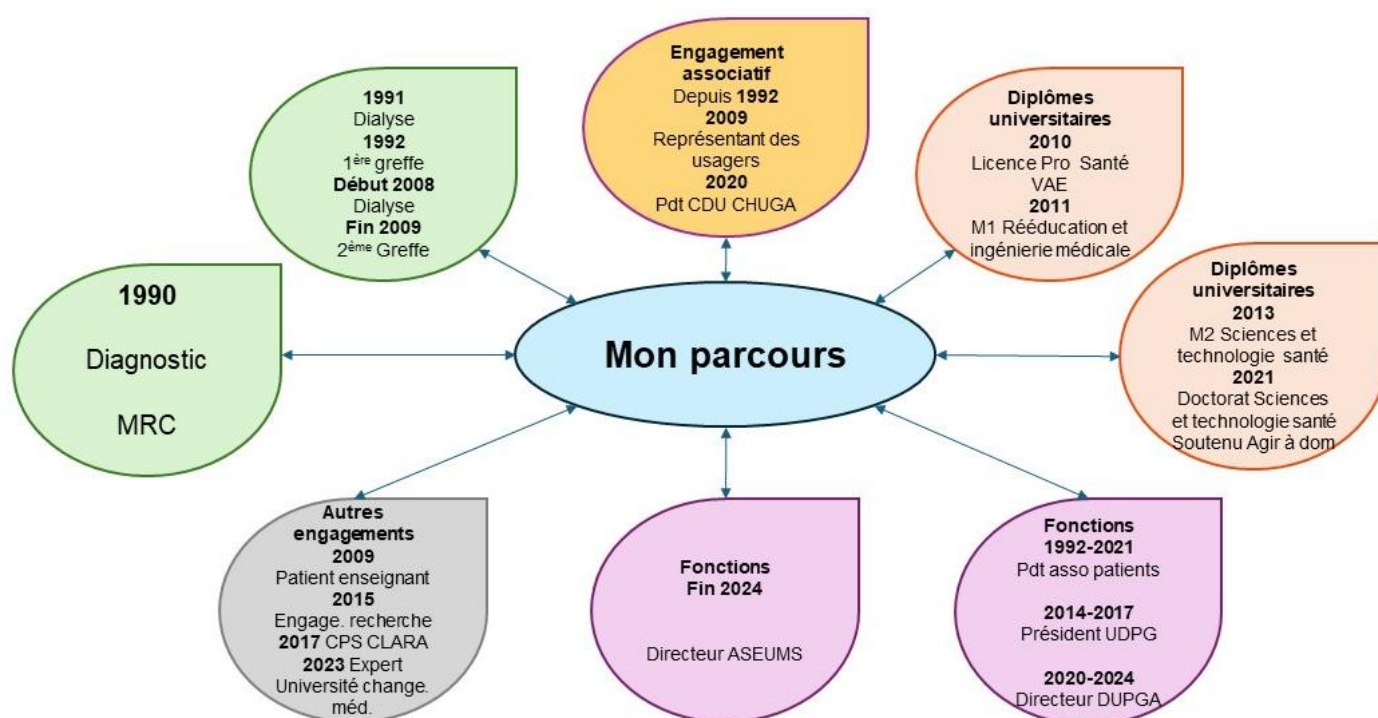 1990
Diagnostic
MRC
1991
Dialyse
1992
1ère greffe
Début 2008
Dialyse
Fin 2009
2ème Greffe
Engagement
associatif
Depuis 1992
2009
Représentant des
usagers
2020
Pdt CDU CHUGA
Diplômes
universitaires
2010
Licence Pro Santé
VAE
2011
M1 Rééducation et
ingénierie médicale
Diplômes
universitaires
2013
M2 Sciences et
technologie santé
2021
Doctorat Sciences
et technologie santé
Soutenu Agir à dom
Mon parcours
Autres
engagements
2009
Patient enseignant
2015
Engage. recherche
2017 CPS CLARA
2023 Expert
Université change.
méd.
Fonctions
Fin 2024
Directeur ASEUMS
Fonctions
1992-2021
Pdt asso patients
2014-2017
Président UDPG
2020-2024
Directeur DUPGA